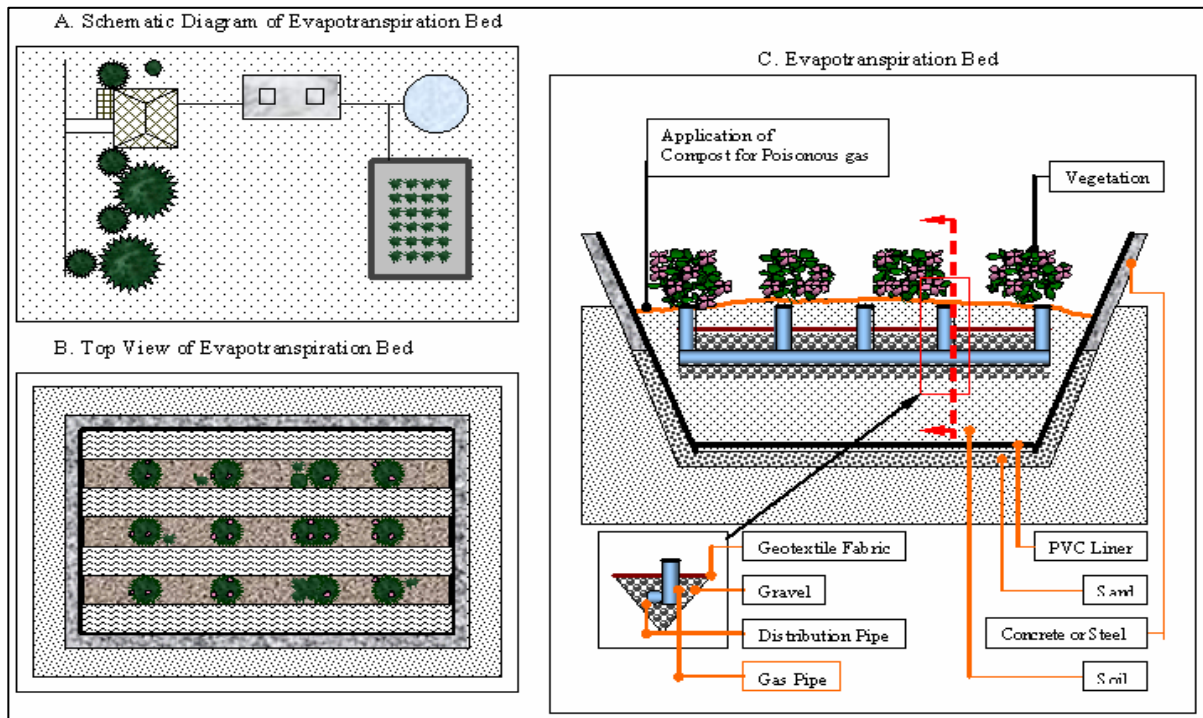 A. Schematic Diagram of Evapotranspiration Bed
B. Top View of Evapotranspiration Bed
C. Evapotranspiration Bed
Application of
Compost for Poisonous gas
Vegetation
Geotextile Fabric
Gravel
Distribution Pipe
Gas Pipe
PVC Liner
Sand
Concrete or Steel
Soil